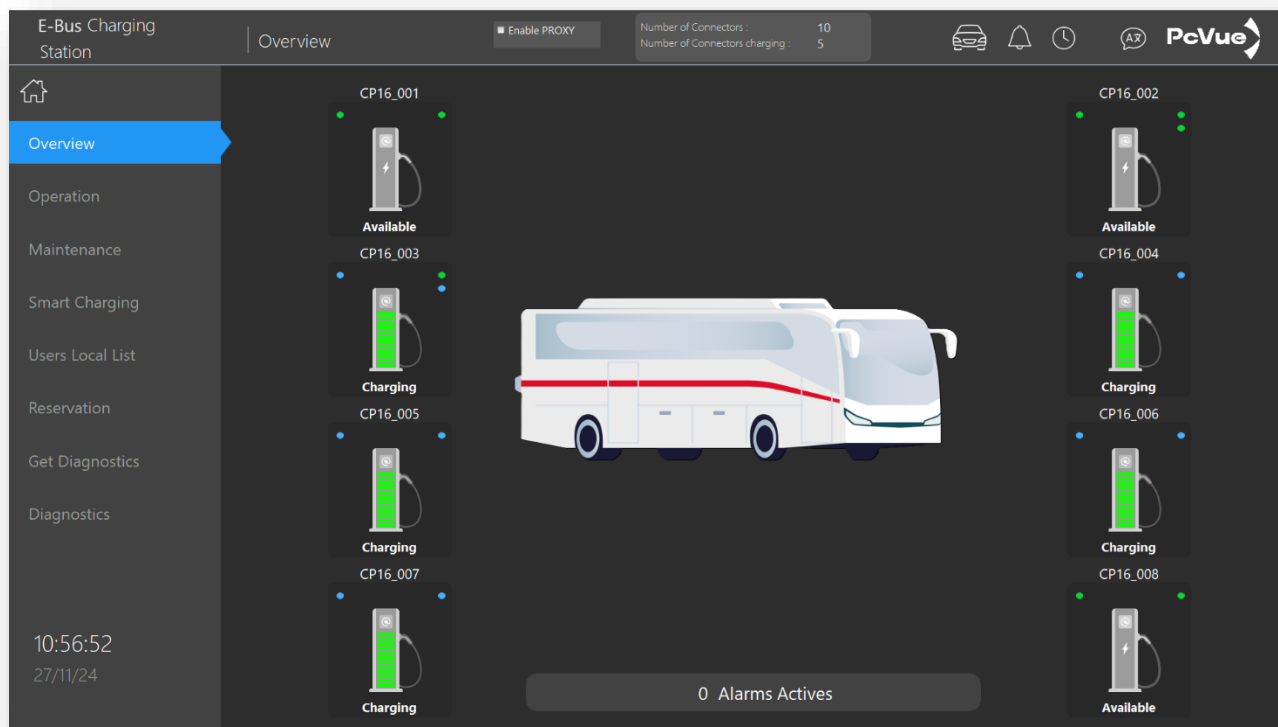 E-Bus Charging
Station
Overview
Enable PROXY
Number of Connectors : 10
Number of Connectors charging : 5
PcVue
Overview
Operation
Maintenance
Smart Charging
Users Local List
Reservation
Get Diagnostics
Diagnostics
10:56:52
27/11/24
CP16_001
Available
CP16_002
Available
CP16_003
Charging
CP16_004
Charging
CP16_005
Charging
CP16_006
Charging
CP16_007
Charging
CP16_008
Available
0 Alarms Actives